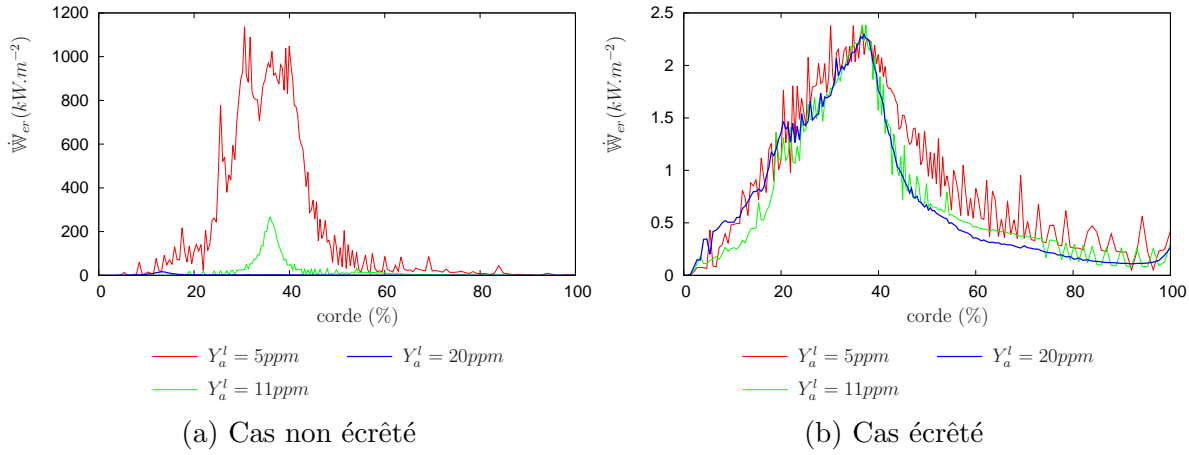 1200
1000
800
600
400
200
0
Ẇer(kW.m−2)
0 20 40 60 80 100
corde (%)
Y_a^l = 5ppm Y_a^l = 20ppm
Y_a^l = 11ppm
(a) Cas non écrêté
2.5
2
1.5
1
0.5
0
Ẇer(kW.m−2)
0 20 40 60 80 100
corde (%)
Y_a^l = 5ppm Y_a^l = 20ppm
Y_a^l = 11ppm
(b) Cas écrêté